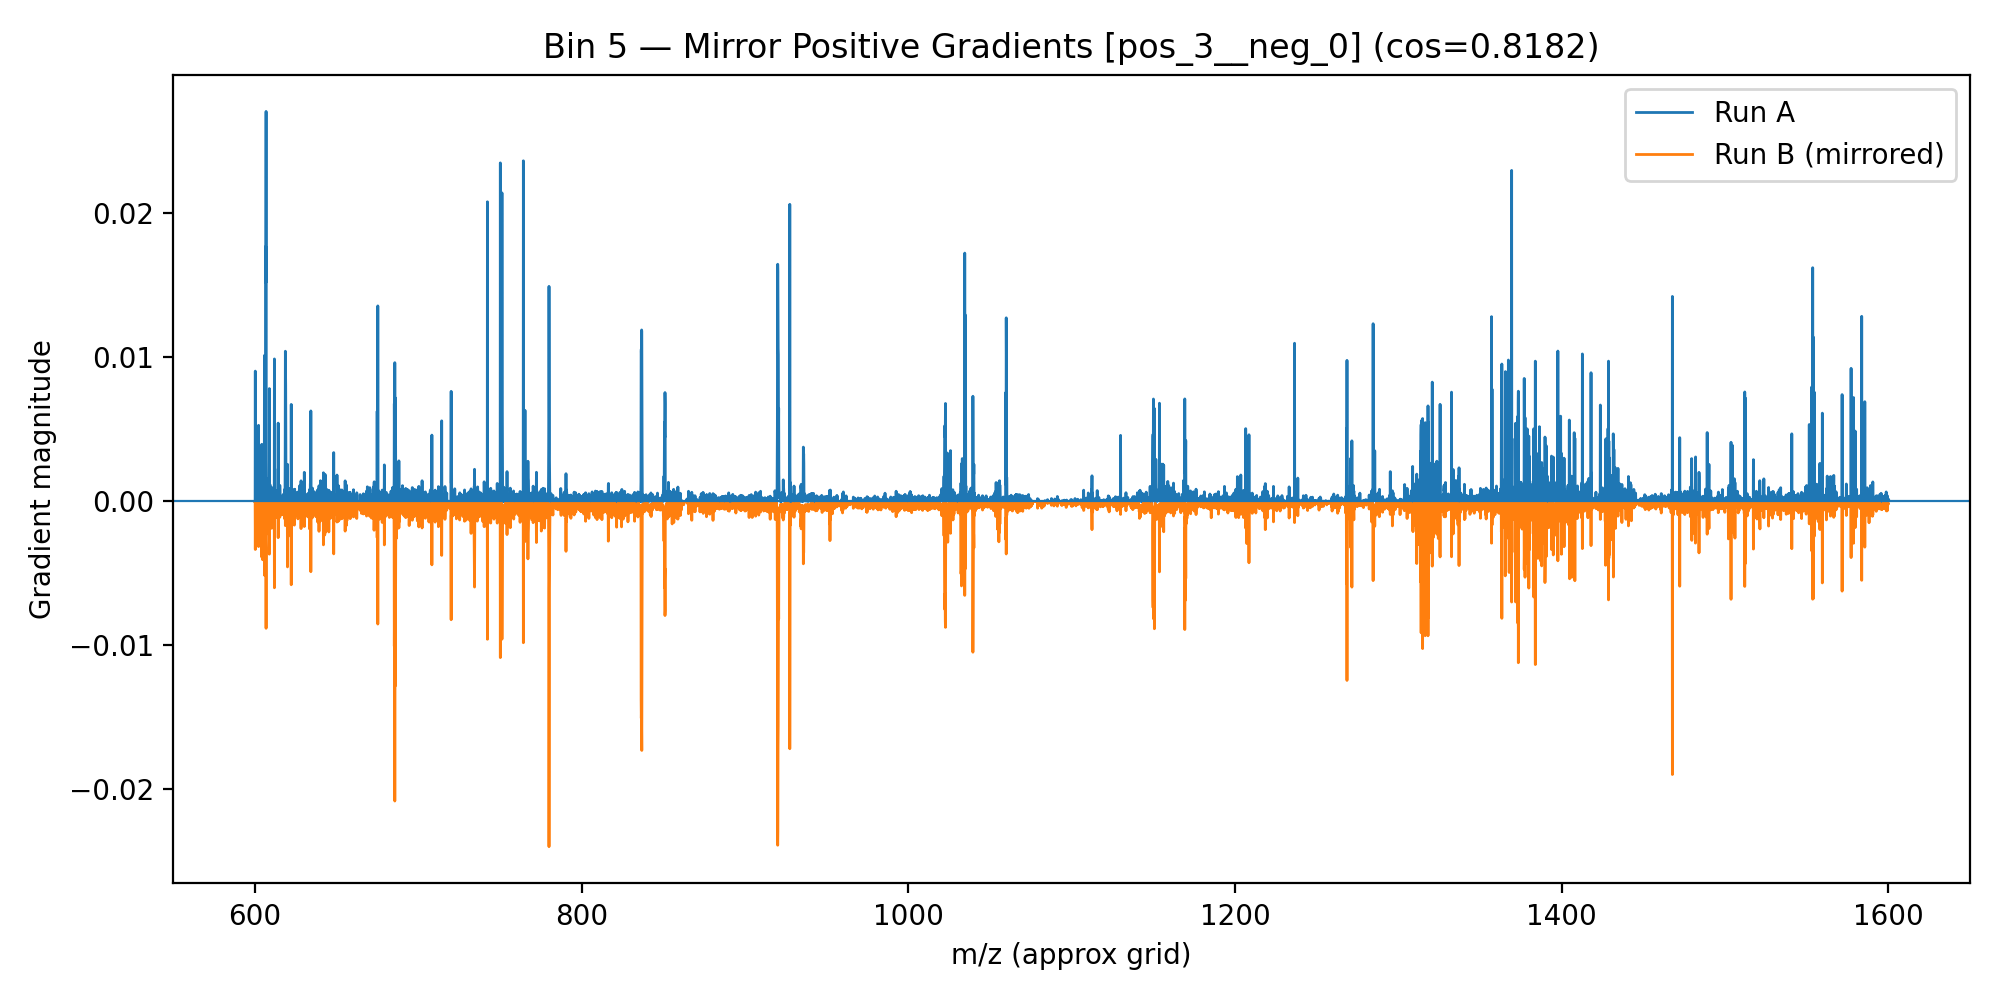 Bin 5 — Mirror Positive Gradients [pos_3__neg_0] (cos=0.8182)
Run A
Run B (mirrored)
Gradient magnitude
0.02
0.01
0.00
−0.01
−0.02
600
800
1000
1200
1400
1600
m/z (approx grid)